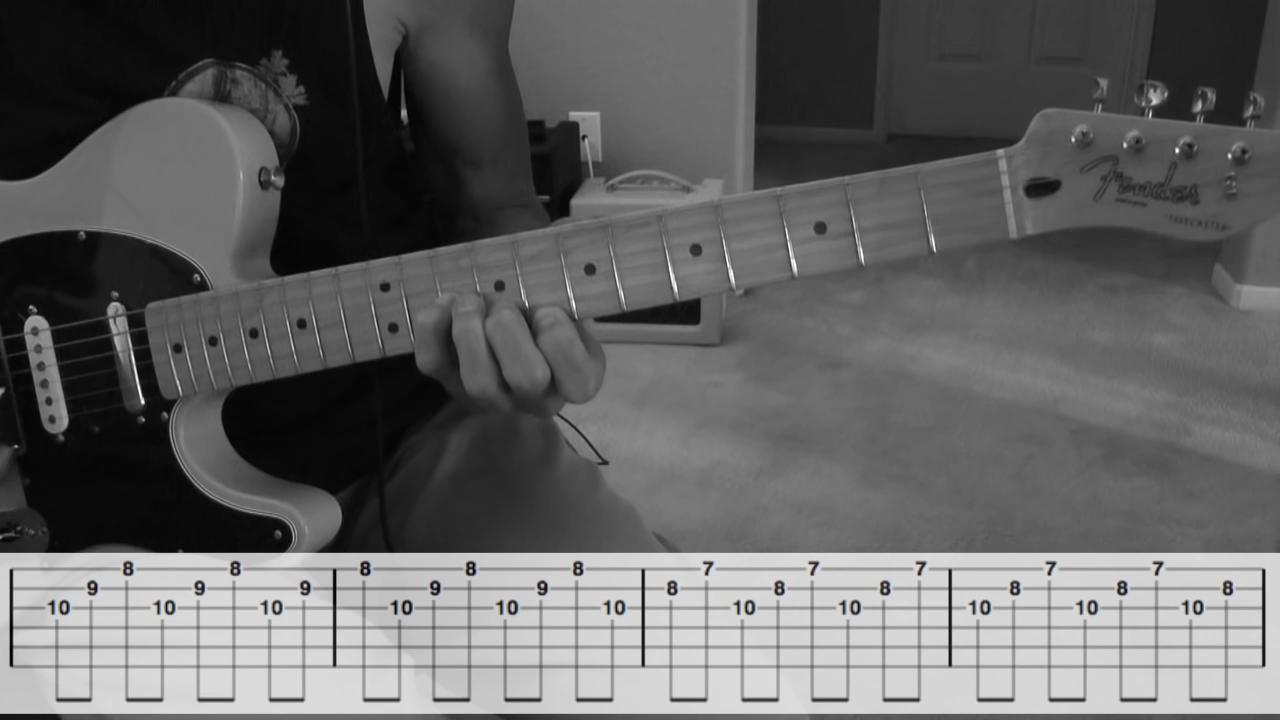 Fender
TELECASTER
8 8 8 8 8 7 7 7 7 7
9 9 9 9 9 8 8 8 8 8 8
10 10 10 10 10 10 10 10 10 10 10